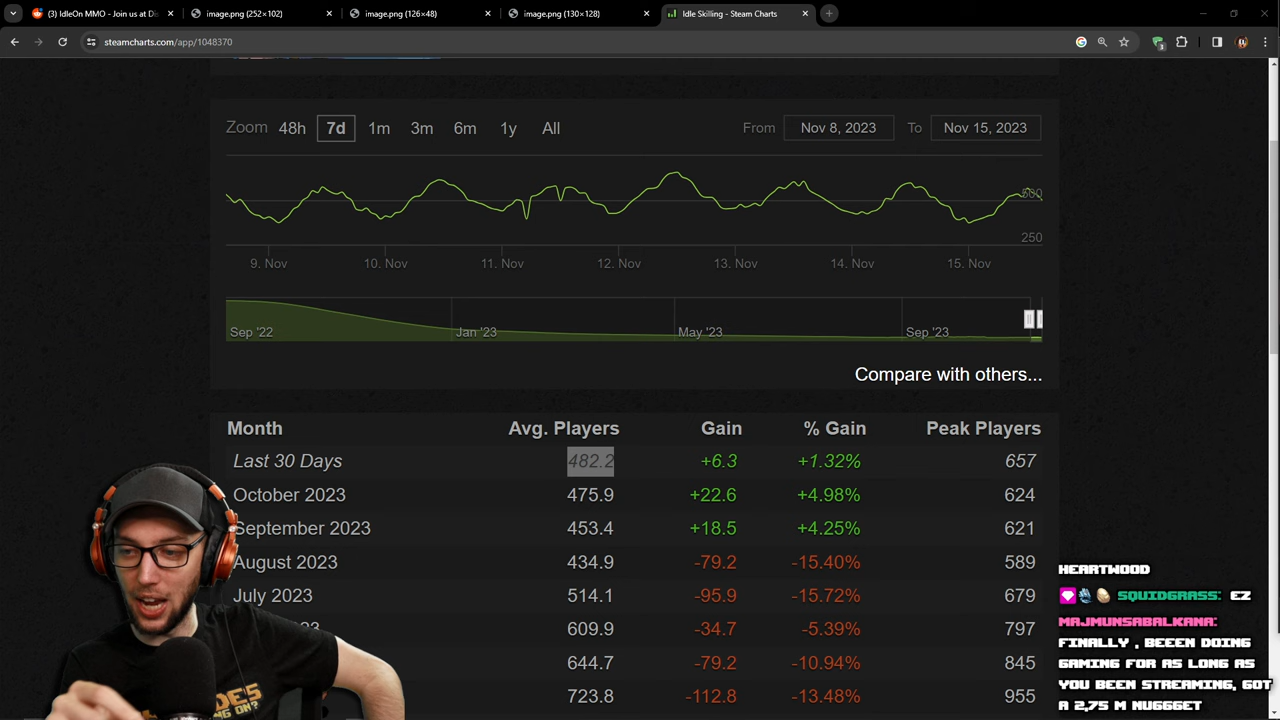 (3) IdleOn MMO - Join us at Di
image.png (252×102)
image.png (126×48)
image.png (130×128)
Idle Skilling - Steam Charts
steamcharts.com/app/1048370
Zoom 48h 7d 1m 3m 6m 1y All From Nov 8, 2023 To Nov 15, 2023
500
250
9. Nov 10. Nov 11. Nov 12. Nov 13. Nov 14. Nov 15. Nov
Sep '22 Jan '23 May '23 Sep '23
Compare with others...
Month Avg. Players Gain % Gain Peak Players
Last 30 Days 482.2 +6.3 +1.32% 657
October 2023 475.9 +22.6 +4.98% 624
September 2023 453.4 +18.5 +4.25% 621
August 2023 434.9 -79.2 -15.40% 589
July 2023 514.1 -95.9 -15.72% 679
609.9 -34.7 -5.39% 797
644.7 -79.2 -10.94% 845
723.8 -112.8 -13.48% 955
HEARTWOOD
SQUIDGRASS: EZ
MAJMUNSABALKANA:
FINALLY , BEEEN DOING
GAMING FOR AS LONG AS
YOU BEEN STREAMING, GOT
A 2,75 M NUGGGET